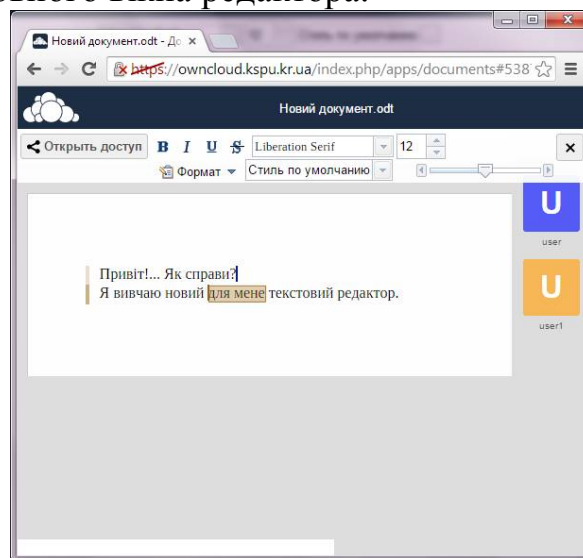 вного вікна редактора.
Новий документ.odt - До
https://owncloud.kspu.kr.ua/index.php/apps/documents#538
Новий документ.odt
Открыть доступ B I U S Liberation Serif 12
Формат Стиль по умолчанию
U
user
Привіт!... Як справи?
Я вивчаю новий для мене текстовий редактор.
U
user1